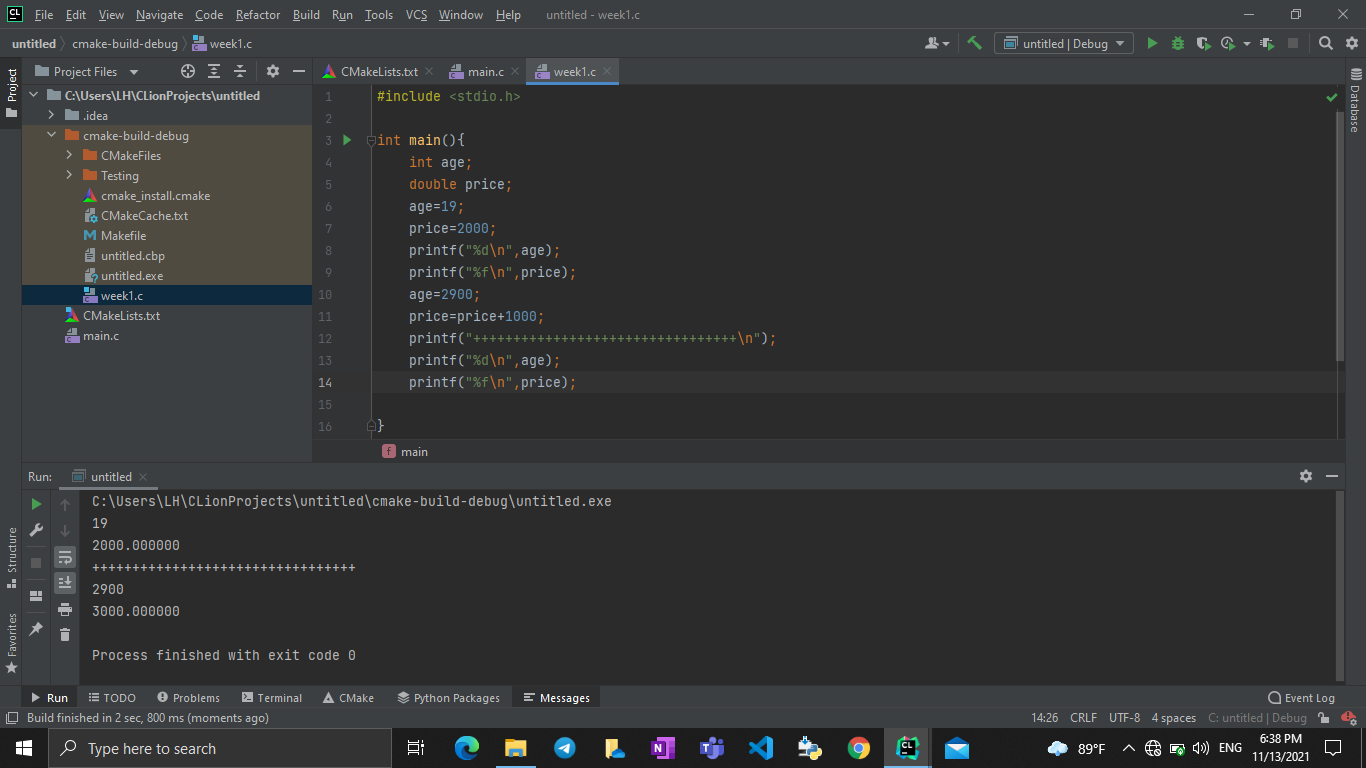 CL File Edit View Navigate Code Refactor Build Run Tools VCS Window Help untitled - week1.c
untitled cmake-build-debug week1.c untitled | Debug
Project Files
CMakeLists.txt main.c week1.c
Project
C:\Users\LH\CLionProjects\untitled
.idea
cmake-build-debug
CMakeFiles
Testing
cmake_install.cmake
CMakeCache.txt
Makefile
untitled.cbp
untitled.exe
week1.c
CMakeLists.txt
main.c
1 #include <stdio.h>
2
3 int main(){
4 int age;
5 double price;
6 age=19;
7 price=2000;
8 printf("%d\n",age);
9 printf("%f\n",price);
10 age=2900;
11 price=price+1000;
12 printf("+++++++++++++++++++++++++++++++++\n");
13 printf("%d\n",age);
14 printf("%f\n",price);
15
16 }
f main
Database
Run: untitled
C:\Users\LH\CLionProjects\untitled\cmake-build-debug\untitled.exe
19
2000.000000
+++++++++++++++++++++++++++++++++
2900
3000.000000
Process finished with exit code 0
Structure
Favorites
Run TODO Problems Terminal CMake Python Packages Messages Event Log
Build finished in 2 sec, 800 ms (moments ago) 14:26 CRLF UTF-8 4 spaces C: untitled | Debug
Type here to search 89°F ENG 6:38 PM
11/13/2021